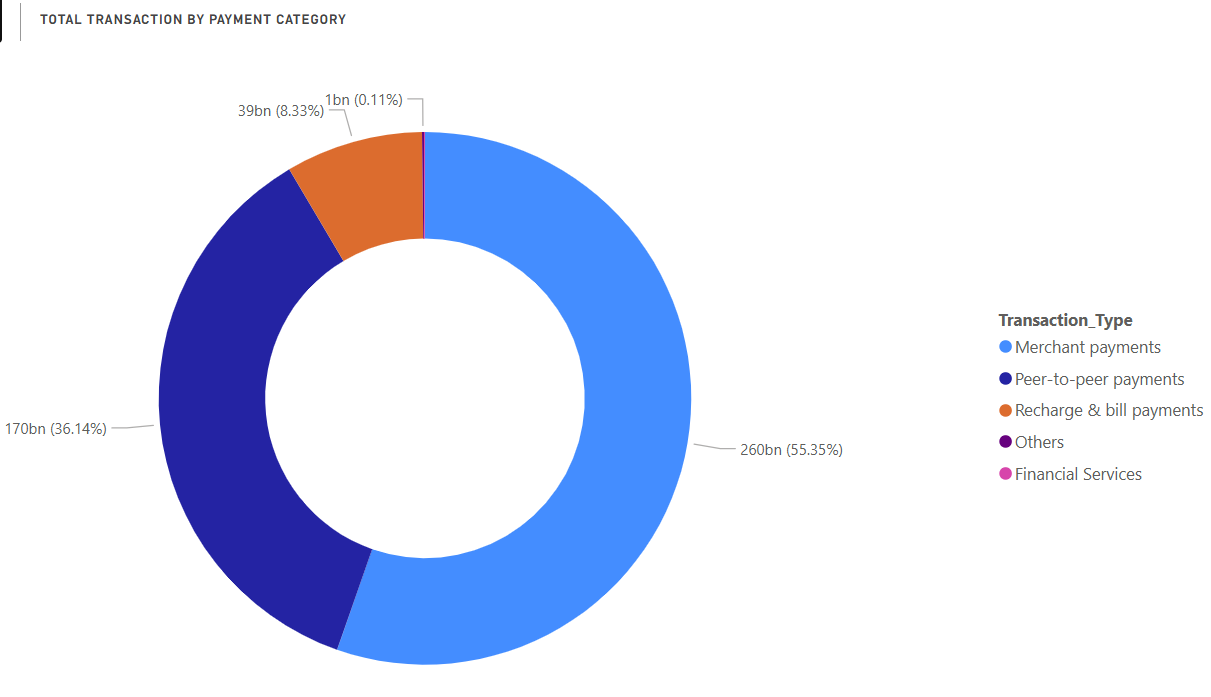 TOTAL TRANSACTION BY PAYMENT CATEGORY
1bn (0.11%)
39bn (8.33%)
170bn (36.14%)
260bn (55.35%)
Transaction_Type
Merchant payments
Peer-to-peer payments
Recharge & bill payments
Others
Financial Services